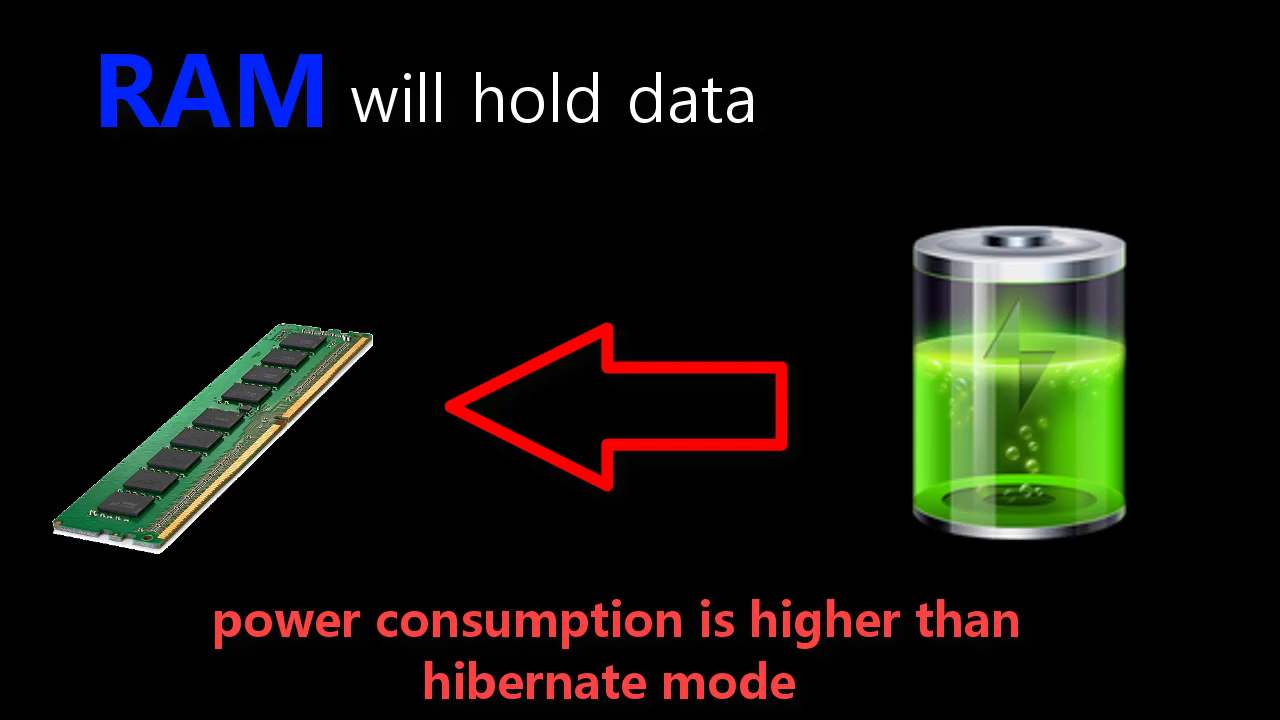 RAM will hold data
power consumption is higher than
hibernate mode